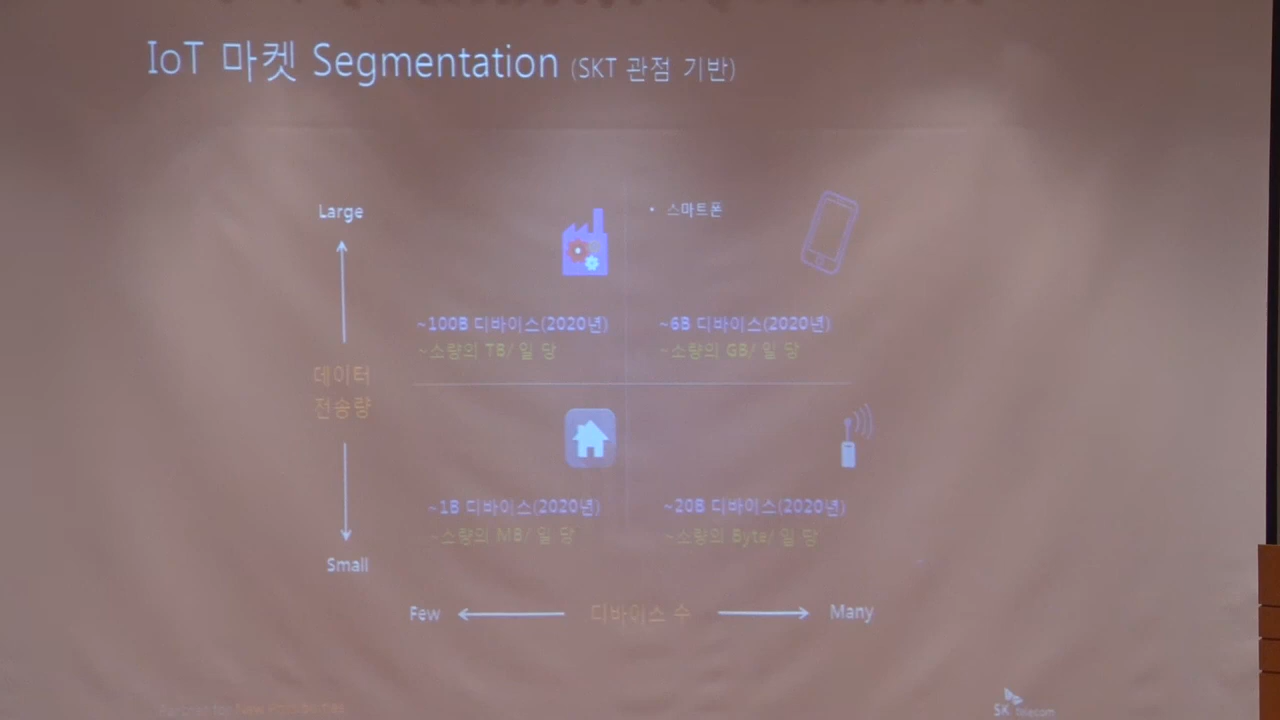 IoT 마켓 Segmentation (SKT 관점 기반)
Large
• 스마트폰
~100B 디바이스(2020년)
~소량의 TB/ 일 당
~6B 디바이스(2020년)
~소량의 GB/ 일 당
데이터
전송량
~1B 디바이스(2020년)
~소량의 MB/ 일 당
~20B 디바이스(2020년)
~소량의 Byte/ 일 당
Small
Few
디바이스 수
Many
SK telecom